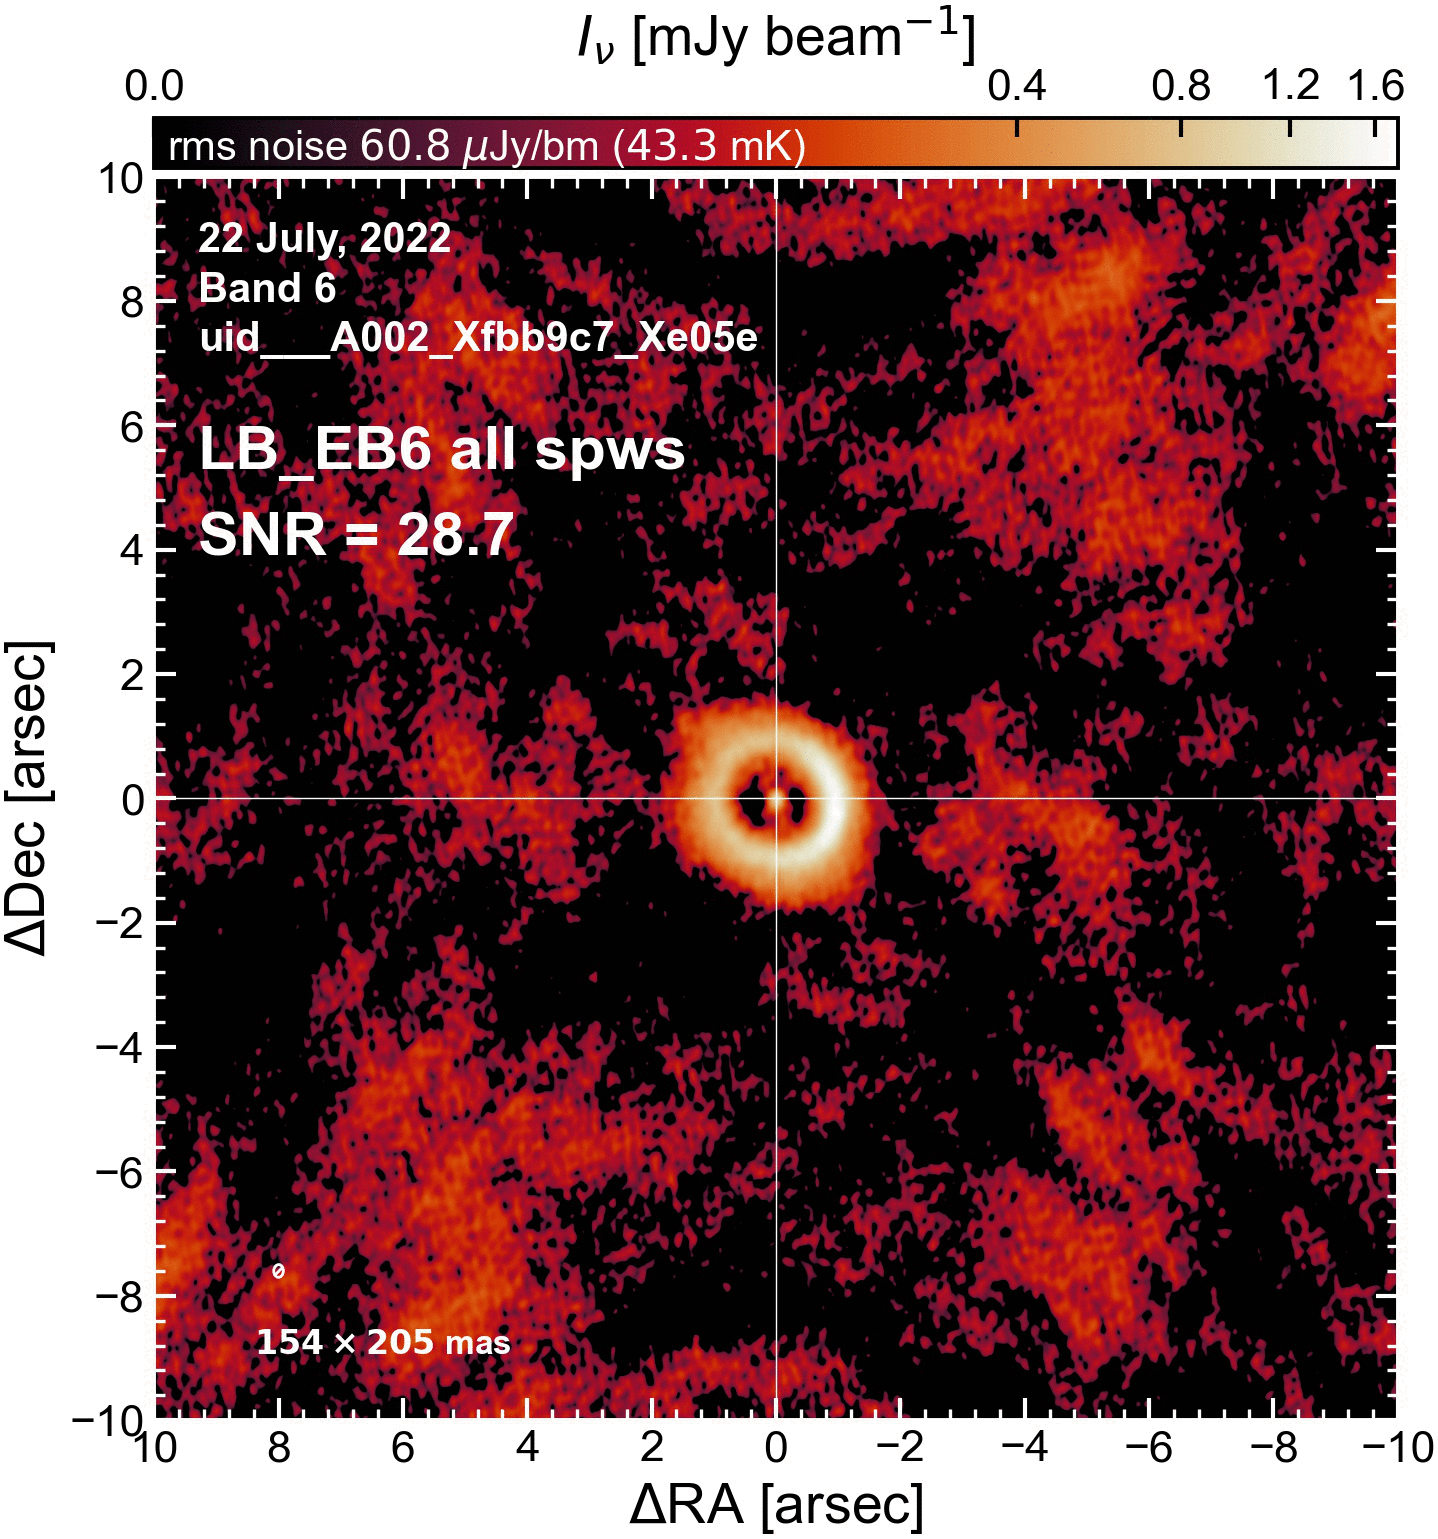 I_ν [mJy beam⁻¹]
0.0 0.4 0.8 1.2 1.6
rms noise 60.8 μJy/bm (43.3 mK)
22 July, 2022
Band 6
uid___A002_Xfbb9c7_Xe05e
LB_EB6 all spws
SNR = 28.7
154 × 205 mas
10
8
6
4
2
0
−2
−4
−6
−8
−10
ΔDec [arsec]
10 8 6 4 2 0 −2 −4 −6 −8 −10
ΔRA [arsec]